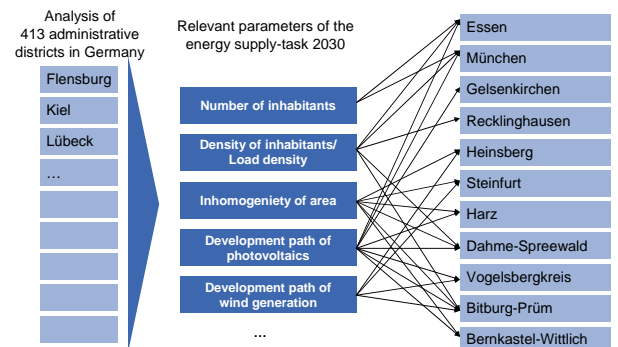 Analysis of
413 administrative
districts in Germany
Flensburg
Kiel
Lübeck
…
Relevant parameters of the
energy supply-task 2030
Number of inhabitants
Density of inhabitants/
Load density
Inhomogeniety of area
Development path of
photovoltaics
Development path of
wind generation
...
Essen
München
Gelsenkirchen
Recklinghausen
Heinsberg
Steinfurt
Harz
Dahme-Spreewald
Vogelsbergkreis
Bitburg-Prüm
Bernkastel-Wittlich